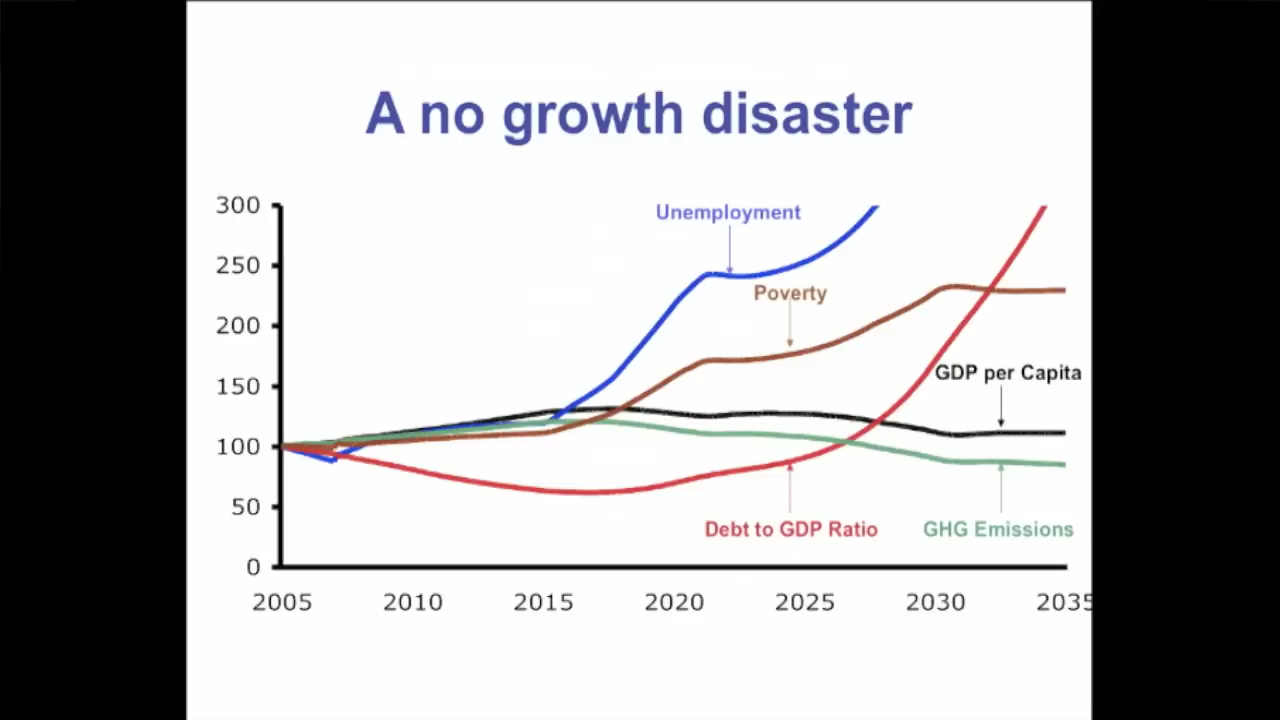 A no growth disaster
300
Unemployment
250
Poverty
200
GDP per Capita
150
100
50
Debt to GDP Ratio
GHG Emissions
0
2005 2010 2015 2020 2025 2030 2035